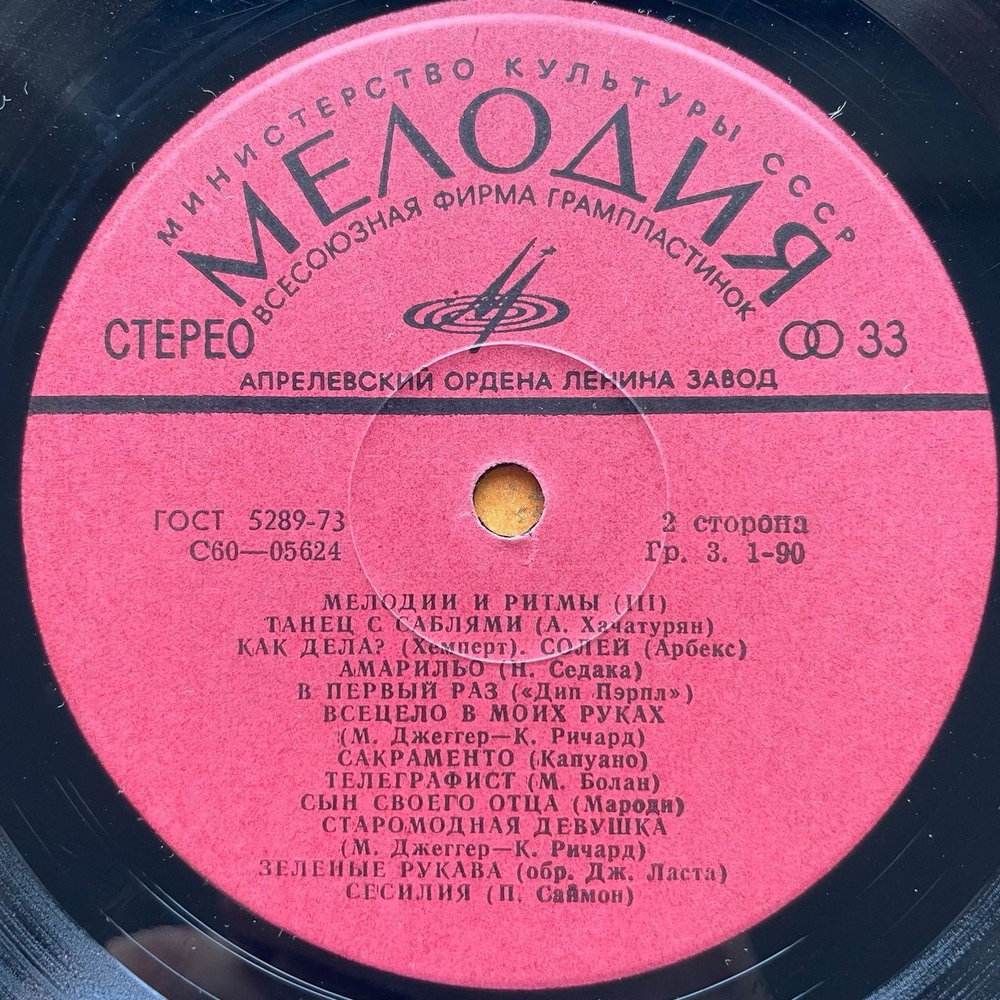 МИНИСТЕРСТВО КУЛЬТУРЫ СССР
МЕЛОДИЯ
ВСЕСОЮЗНАЯ ФИРМА ГРАМПЛАСТИНОК
СТЕРЕО
33
АПРЕЛЕВСКИЙ ОРДЕНА ЛЕНИНА ЗАВОД
ГОСТ 5289-73
С60—05624
2 сторона
Гр. 3. 1-90
МЕЛОДИИ И РИТМЫ (III)
ТАНЕЦ С САБЛЯМИ (А. Хачатурян)
КАК ДЕЛА? (Хемперт). СОЛЕЙ (Арбекс)
АМАРИЛЬО (Н. Седака)
В ПЕРВЫЙ РАЗ («Дип Пэрпл»)
ВСЕЦЕЛО В МОИХ РУКАХ
(М. Джеггер—К. Ричард)
САКРАМЕНТО (Капуано)
ТЕЛЕГРАФИСТ (М. Болан)
СЫН СВОЕГО ОТЦА (Мароди)
СТАРОМОДНАЯ ДЕВУШКА
(М. Джеггер—К. Ричард)
ЗЕЛЕНЫЕ РУКАВА (обр. Дж. Ласта)
СЕСИЛИЯ (П. Саймон)